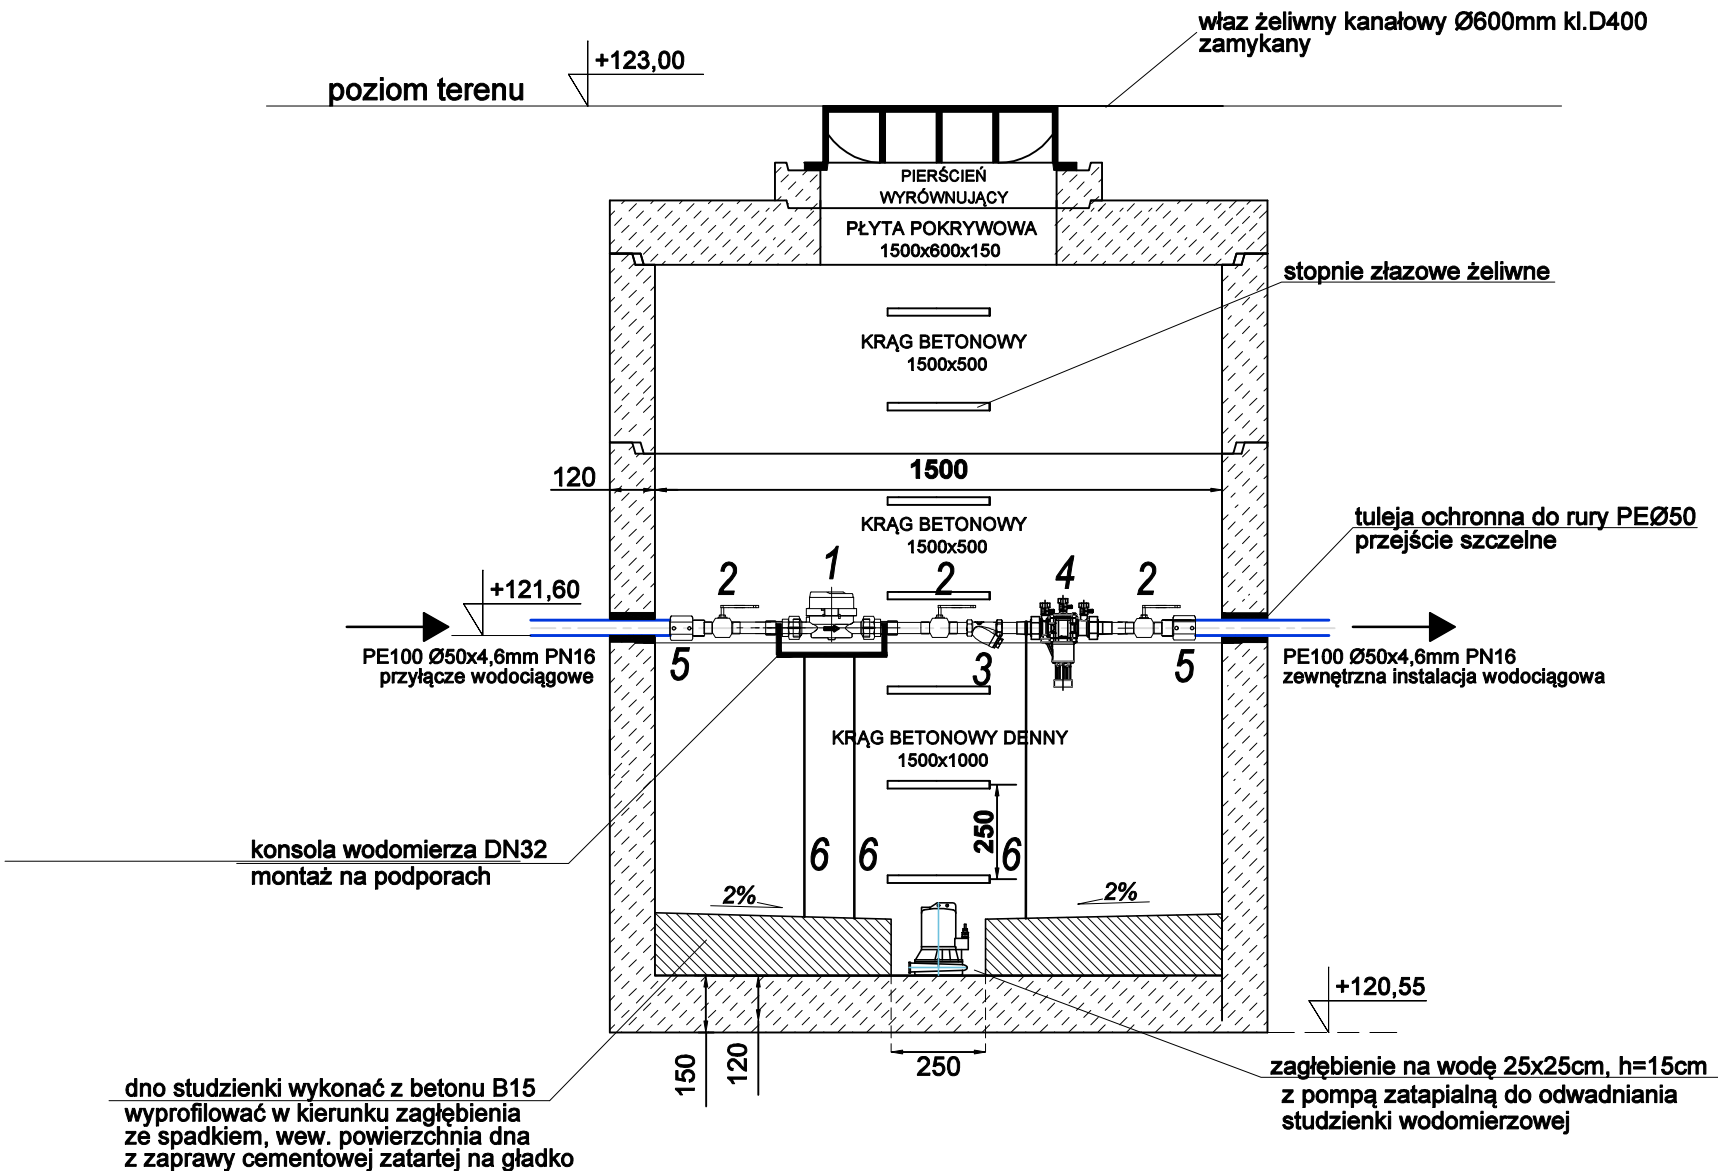 właz żeliwny kanałowy Ø600mm kl.D400
zamykany
+123,00
poziom terenu
PIERŚCIEŃ
WYRÓWNUJĄCY
PŁYTA POKRYWOWA
1500x600x150
stopnie złazowe żeliwne
KRĄG BETONOWY
1500x500
120
1500
KRĄG BETONOWY
1500x500
tuleja ochronna do rury PEØ50
przejście szczelne
+121,60
2
1
2
4
2
PE100 Ø50x4,6mm PN16
przyłącze wodociągowe
5
3
5
PE100 Ø50x4,6mm PN16
zewnętrzna instalacja wodociągowa
KRĄG BETONOWY DENNY
1500x1000
konsola wodomierza DN32
montaż na podporach
6
6
250
6
2%
2%
+120,55
150
120
250
dno studzienki wykonać z betonu B15
wyprofilować w kierunku zagłębienia
ze spadkiem, wew. powierzchnia dna
z zaprawy cementowej zatartej na gładko
zagłębienie na wodę 25x25cm, h=15cm
z pompą zatapialną do odwadniania
studzienki wodomierzowej